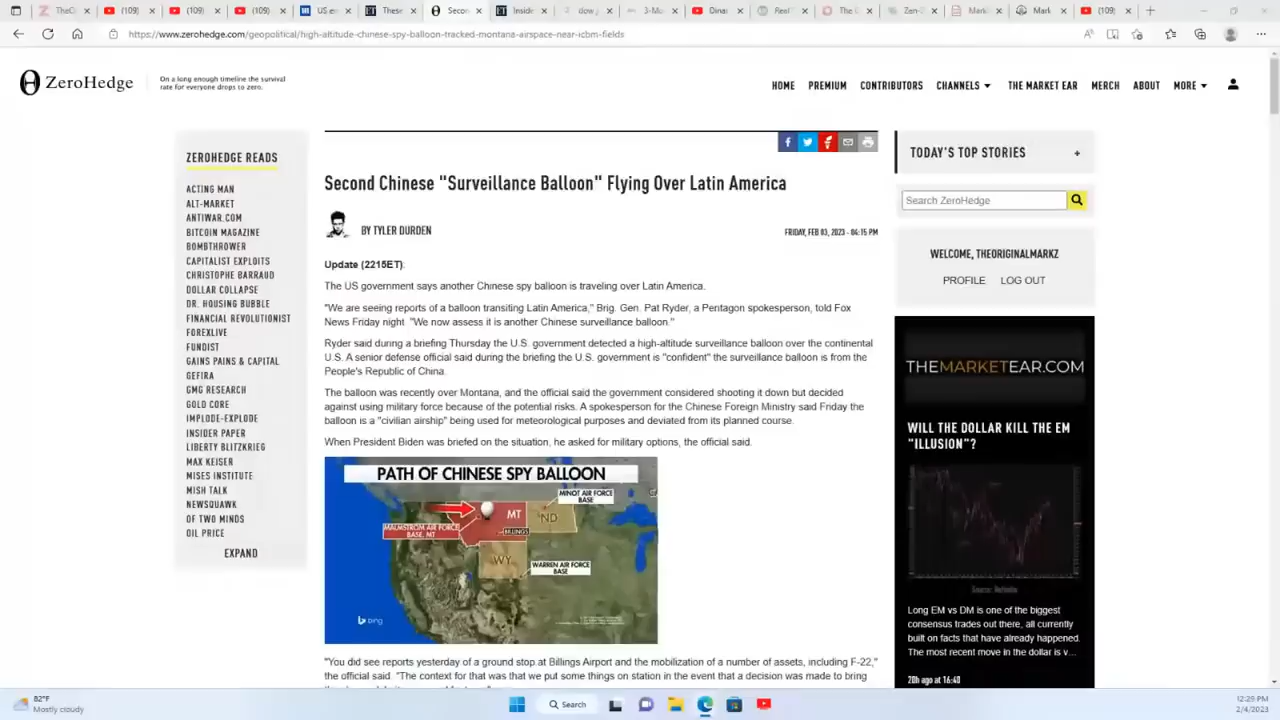 (109)
(109)
US en
These
Seco
Insid
dow
3-Mu
Dinar
Real
The L
Zen-
Mark
Mark
(109)
https://www.zerohedge.com/geopolitical/high-altitude-chinese-spy-balloon-tracked-montana-airspace-near-icbm-fields
ZeroHedge
On a long enough timeline the survival
rate for everyone drops to zero.
HOME PREMIUM CONTRIBUTORS CHANNELS THE MARKET EAR MERCH ABOUT MORE
ZEROHEDGE READS
ACTING MAN
ALT-MARKET
ANTIWAR.COM
BITCOIN MAGAZINE
BOMBTHROWER
CAPITALIST EXPLOITS
CHRISTOPHE BARRAUD
DOLLAR COLLAPSE
DR. HOUSING BUBBLE
FINANCIAL REVOLUTIONIST
FOREXLIVE
FUNDIST
GAINS PAINS & CAPITAL
GEFIRA
GMG RESEARCH
GOLD CORE
IMPLODE-EXPLODE
INSIDER PAPER
LIBERTY BLITZKRIEG
MAX KEISER
MISES INSTITUTE
MISH TALK
NEWSQUAWK
OF TWO MINDS
OIL PRICE
EXPAND
Second Chinese "Surveillance Balloon" Flying Over Latin America
BY TYLER DURDEN
FRIDAY, FEB 03, 2023 - 04:15 PM
Update (2215ET):
The US government says another Chinese spy balloon is traveling over Latin America.
"We are seeing reports of a balloon transiting Latin America," Brig. Gen. Pat Ryder, a Pentagon spokesperson, told Fox
News Friday night. "We now assess it is another Chinese surveillance balloon."
Ryder said during a briefing Thursday the U.S. government detected a high-altitude surveillance balloon over the continental
U.S. A senior defense official said during the briefing the U.S. government is "confident" the surveillance balloon is from the
People's Republic of China.
The balloon was recently over Montana, and the official said the government considered shooting it down but decided
against using military force because of the potential risks. A spokesperson for the Chinese Foreign Ministry said Friday the
balloon is a "civilian airship" being used for meteorological purposes and deviated from its planned course.
When President Biden was briefed on the situation, he asked for military options, the official said.
PATH OF CHINESE SPY BALLOON
MINOT AIR FORCE
BASE
MT
ND
MALMSTROM AIR FORCE
BASE, MT
BILLINGS
WY
WARREN AIR FORCE
BASE
bing
"You did see reports yesterday of a ground stop at Billings Airport and the mobilization of a number of assets, including F-22,"
the official said. "The context for that was that we put some things on station in the event that a decision was made to bring
TODAY'S TOP STORIES +
Search ZeroHedge
WELCOME, THEORIGINALMARKZ
PROFILE LOG OUT
THEMARKETEAR.COM
WILL THE DOLLAR KILL THE EM
"ILLUSION"?
Long EM vs DM is one of the biggest
consensus trades out there, all currently
built on facts that have already happened.
The most recent move in the dollar is v...
20h ago at 16:40
82°F
Mostly cloudy
Search
12:29 PM
2/4/2023